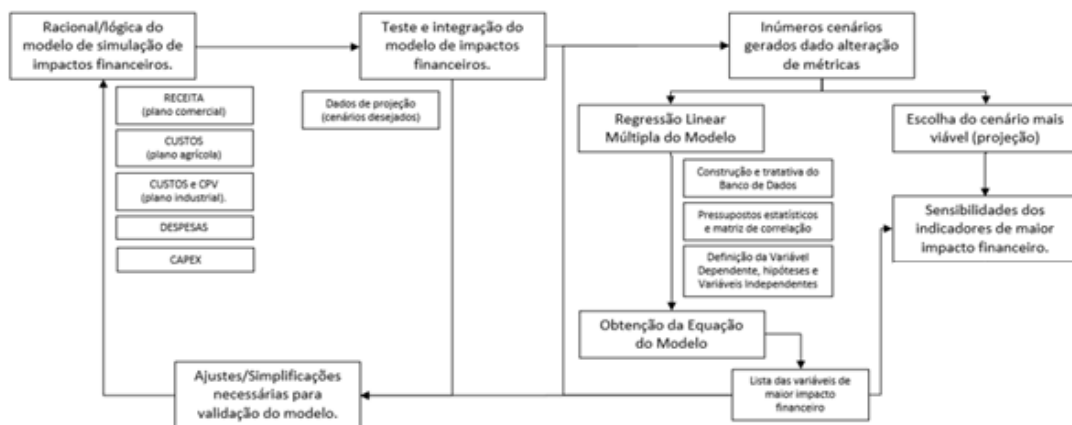 Racional/lógica do
modelo de simulação de
impactos financeiros.
RECEITA
(plano comercial)
CUSTOS
(plano agrícola)
CUSTOS e CPV
(plano industrial).
DESPESAS
CAPEX
Teste e integração do
modelo de impactos
financeiros.
Dados de projeção
(cenários desejados)
Ajustes/Simplificações
necessárias para
validação do modelo.
Inúmeros cenários
gerados dado alteração
de métricas
Regressão Linear
Múltipla do Modelo
Construção e tratativa do
Banco de Dados
Pressupostos estatísticos
e matriz de correlação
Definição da Variável
Dependente, hipóteses e
Variáveis Independentes
Obtenção da Equação
do Modelo
Lista das variáveis de
maior impacto
financeiro
Escolha do cenário mais
viável (projeção)
Sensibilidades dos
indicadores de maior
impacto financeiro.